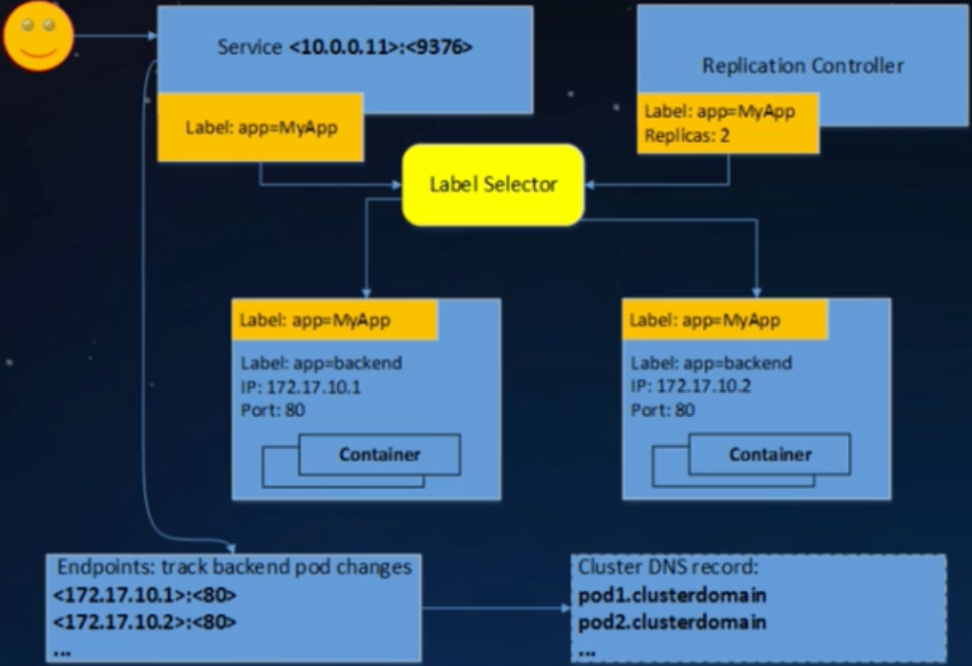 Service <10.0.0.11>:<9376>
Label: app=MyApp
Replication Controller
Label: app=MyApp
Replicas: 2
Label Selector
Label: app=MyApp
Label: app=backend
IP: 172.17.10.1
Port: 80
Container
Label: app=MyApp
Label: app=backend
IP: 172.17.10.2
Port: 80
Container
Endpoints: track backend pod changes
<172.17.10.1>:<80>
<172.17.10.2>:<80>
...
Cluster DNS record:
pod1.clusterdomain
pod2.clusterdomain
...